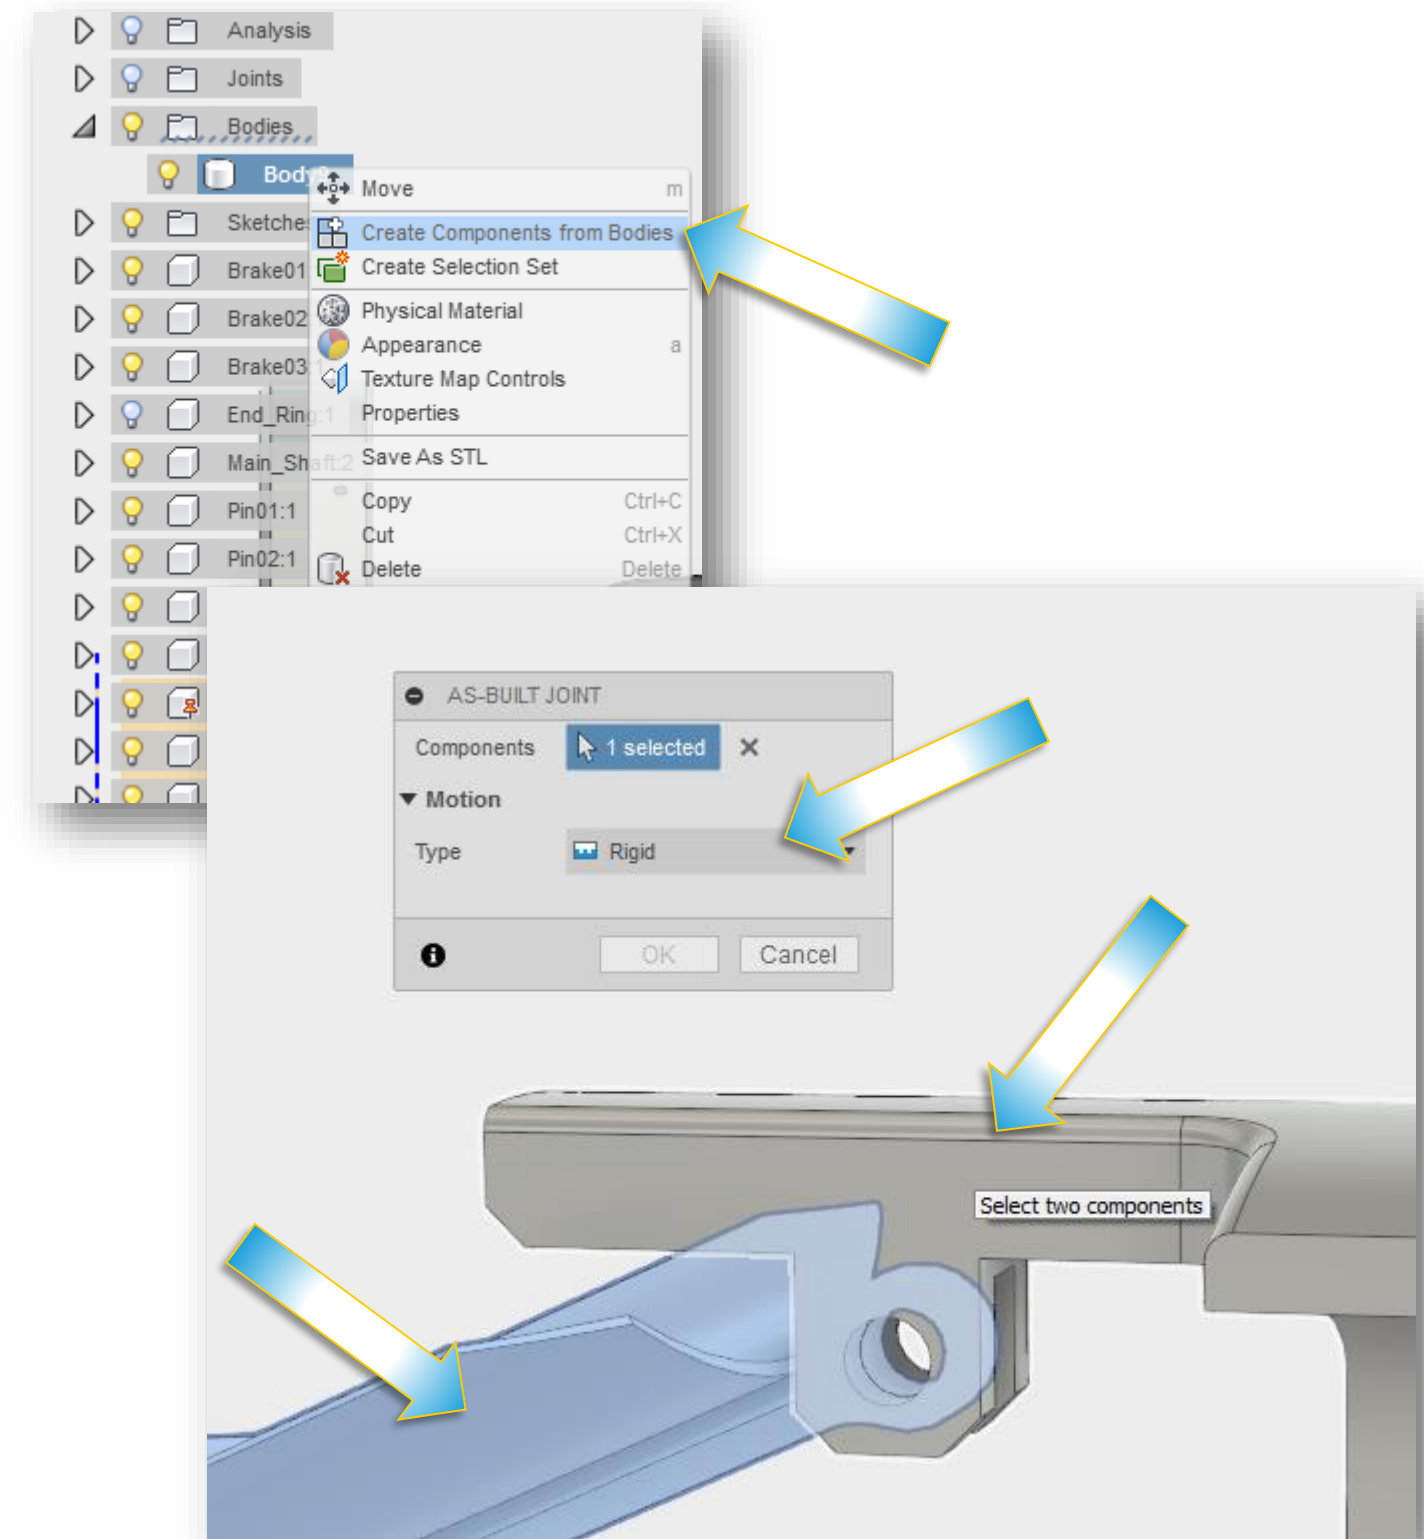 Analysis
Joints
Bodies
Body9
Move m
Sketches
Create Components from Bodies
Brake01
Create Selection Set
Brake02
Physical Material
Appearance a
Brake03:1
Texture Map Controls
End_Ring:1
Properties
Main_Shaft:2
Save As STL
Pin01:1
Copy Ctrl+C
Cut Ctrl+X
Pin02:1
Delete Delete
AS-BUILT JOINT
Components 1 selected
Motion
Type Rigid
OK Cancel
Select two components